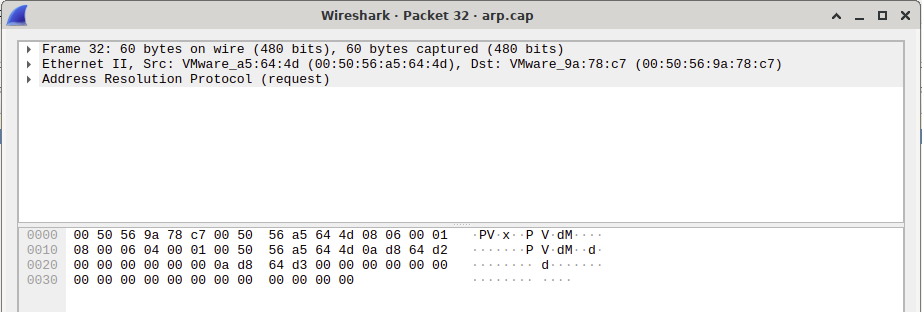 Wireshark · Packet 32 · arp.cap
Frame 32: 60 bytes on wire (480 bits), 60 bytes captured (480 bits)
Ethernet II, Src: VMware_a5:64:4d (00:50:56:a5:64:4d), Dst: VMware_9a:78:c7 (00:50:56:9a:78:c7)
Address Resolution Protocol (request)
0000 00 50 56 9a 78 c7 00 50 56 a5 64 4d 08 06 00 01 ·PV·x··P V·dM····
0010 08 00 06 04 00 01 00 50 56 a5 64 4d 0a d8 64 d2 ·······P V·dM··d·
0020 00 00 00 00 00 00 0a d8 64 d3 00 00 00 00 00 00 ········ d·······
0030 00 00 00 00 00 00 00 00 00 00 00 00 ········ ····